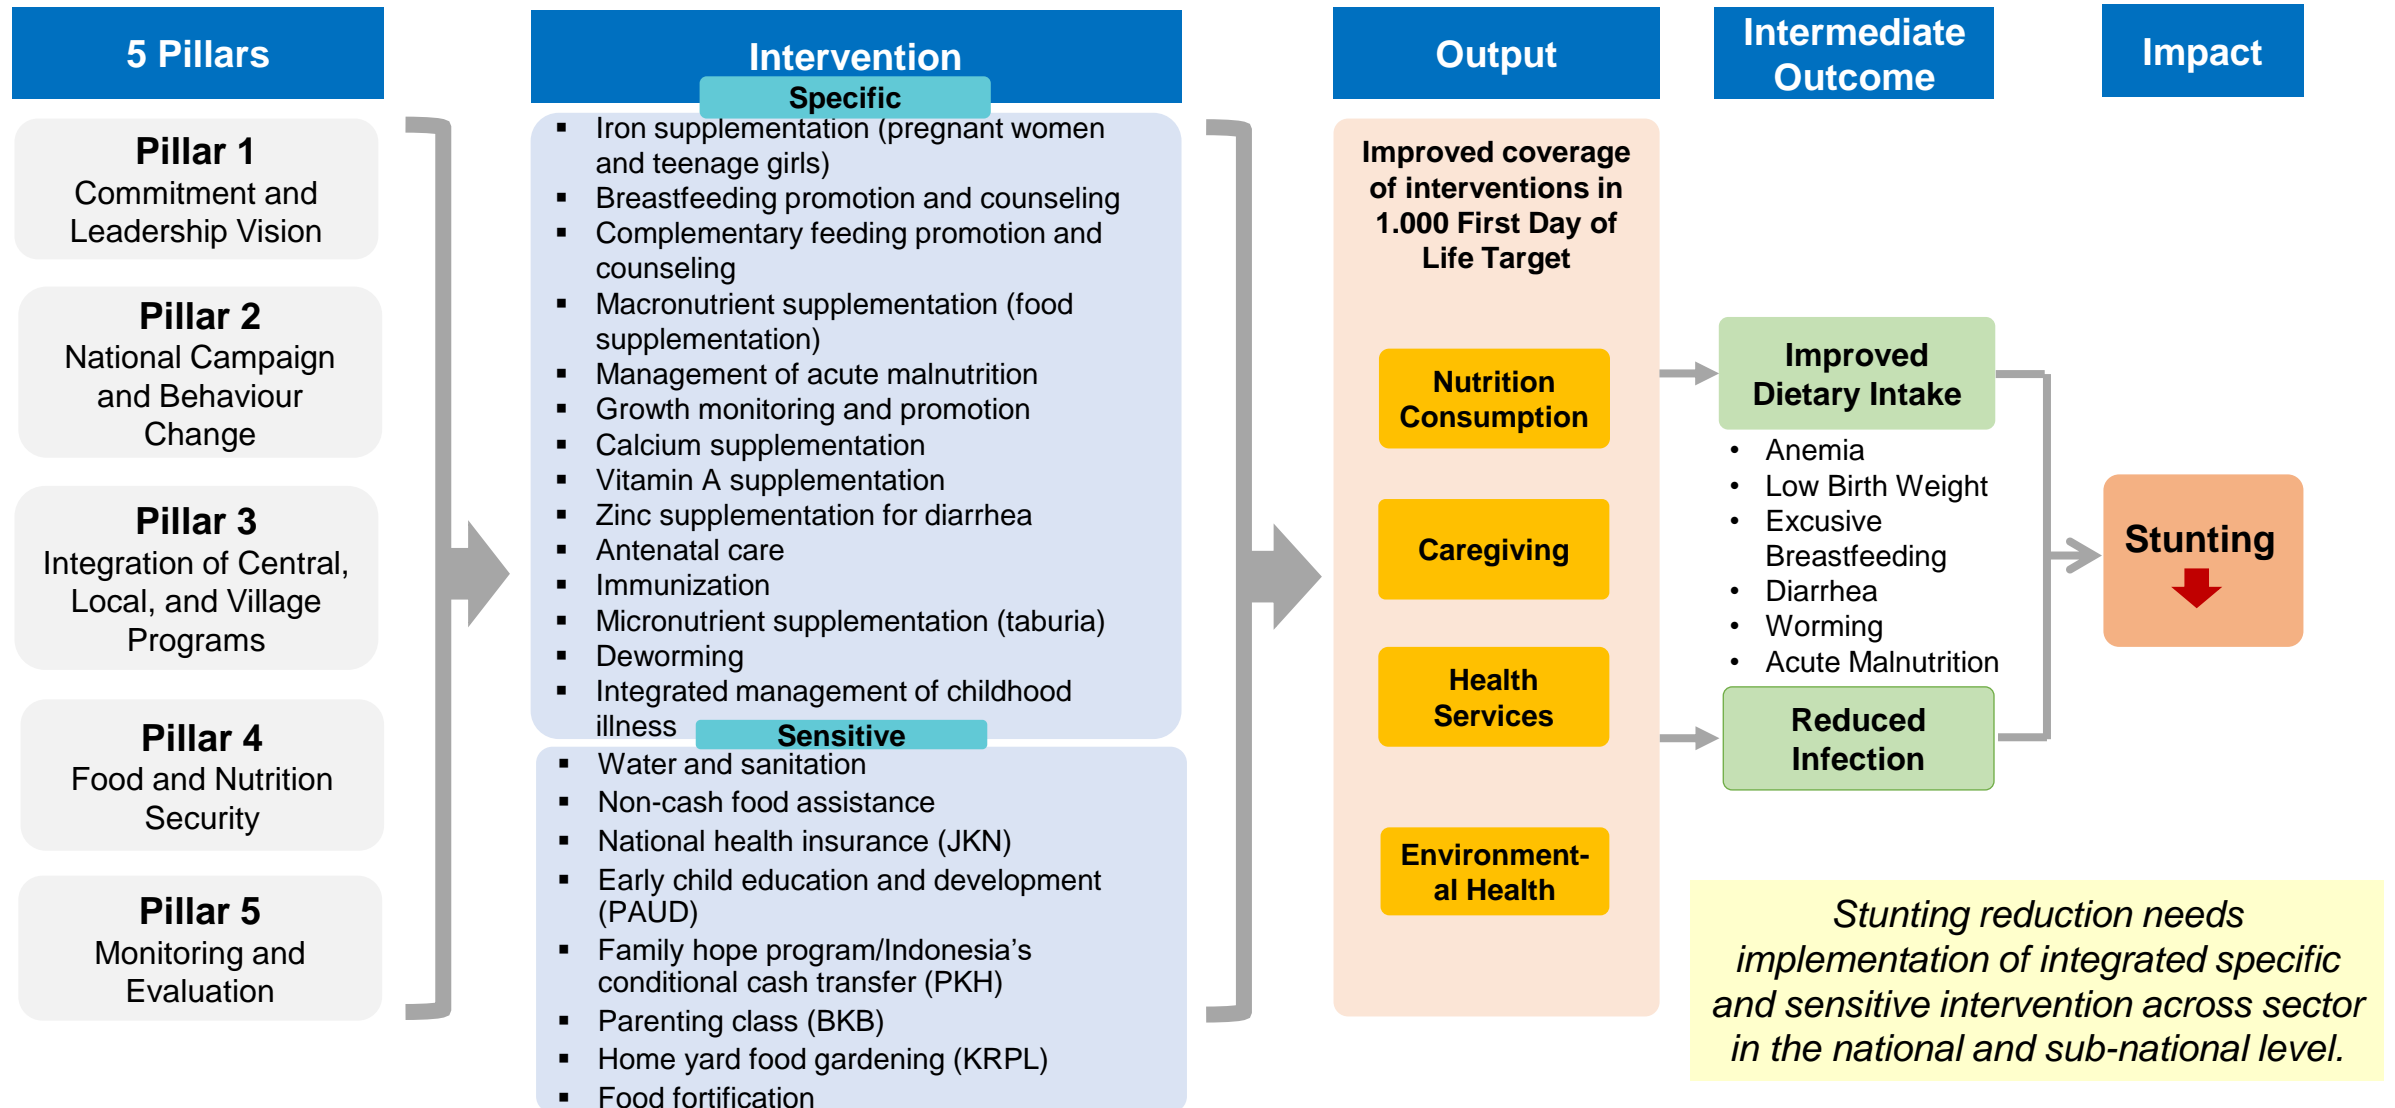 5 Pillars
Pillar 1
Commitment and
Leadership Vision
Pillar 2
National Campaign
and Behaviour
Change
Pillar 3
Integration of Central,
Local, and Village
Programs
Pillar 4
Food and Nutrition
Security
Pillar 5
Monitoring and
Evaluation
Intervention
Specific
▪ Iron supplementation (pregnant women
and teenage girls)
▪ Breastfeeding promotion and counseling
▪ Complementary feeding promotion and
counseling
▪ Macronutrient supplementation (food
supplementation)
▪ Management of acute malnutrition
▪ Growth monitoring and promotion
▪ Calcium supplementation
▪ Vitamin A supplementation
▪ Zinc supplementation for diarrhea
▪ Antenatal care
▪ Immunization
▪ Micronutrient supplementation (taburia)
▪ Deworming
▪ Integrated management of childhood
illness
Sensitive
▪ Water and sanitation
▪ Non-cash food assistance
▪ National health insurance (JKN)
▪ Early child education and development
(PAUD)
▪ Family hope program/Indonesia’s
conditional cash transfer (PKH)
▪ Parenting class (BKB)
▪ Home yard food gardening (KRPL)
▪ Food fortification
Output
Improved coverage
of interventions in
1.000 First Day of
Life Target
Nutrition
Consumption
Caregiving
Health
Services
Environment-
al Health
Intermediate
Outcome
Improved
Dietary Intake
• Anemia
• Low Birth Weight
• Excusive
Breastfeeding
• Diarrhea
• Worming
• Acute Malnutrition
Reduced
Infection
Impact
Stunting
Stunting reduction needs
implementation of integrated specific
and sensitive intervention across sector
in the national and sub-national level.